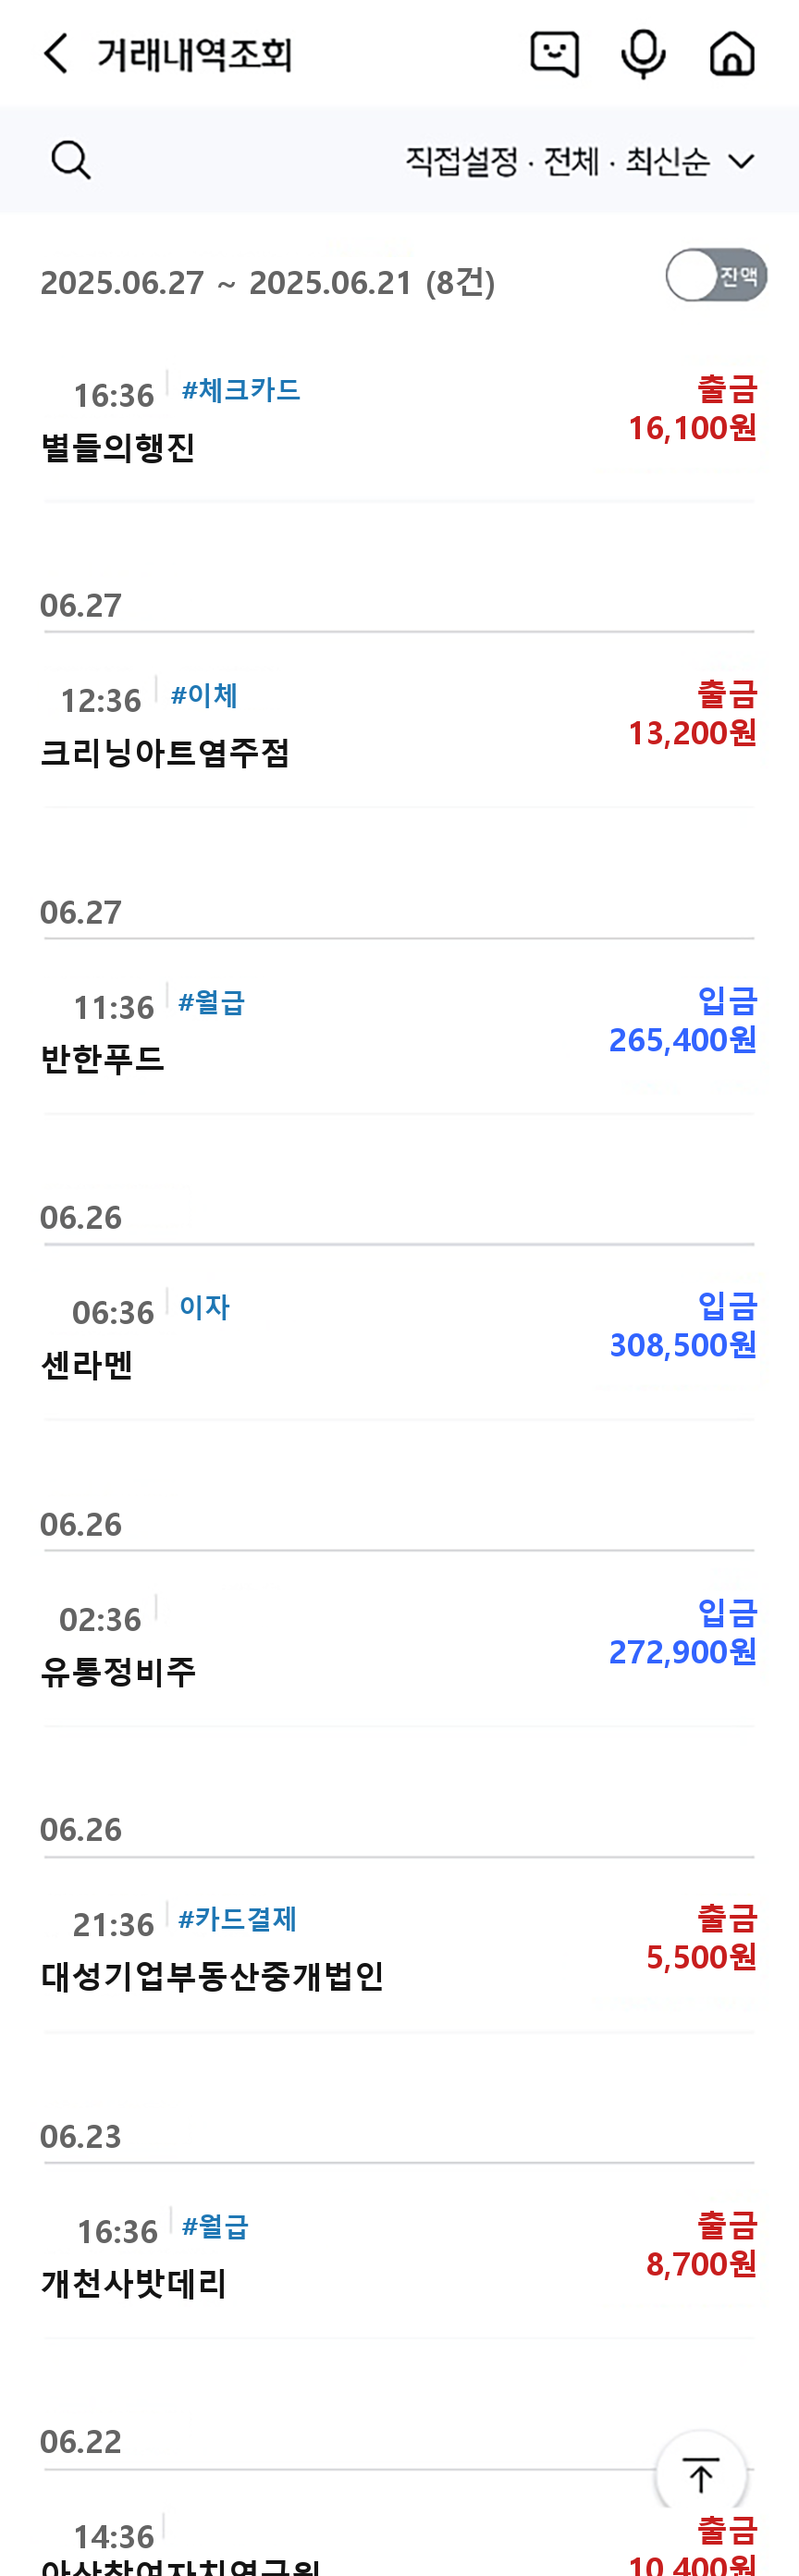 거래내역조회
직접설정 · 전체 · 최신순
2025.06.27 ~ 2025.06.21 (8건)
잔액
16:36 #체크카드 출금
별들의행진 16,100원
06.27
12:36 #이체 출금
크리닝아트염주점 13,200원
06.27
11:36 #월급 입금
반한푸드 265,400원
06.26
06:36 이자 입금
센라멘 308,500원
06.26
02:36 입금
유통정비주 272,900원
06.26
21:36 #카드결제 출금
대성기업부동산중개법인 5,500원
06.23
16:36 #월급 출금
개천사밧데리 8,700원
06.22
14:36 출금
10,400원